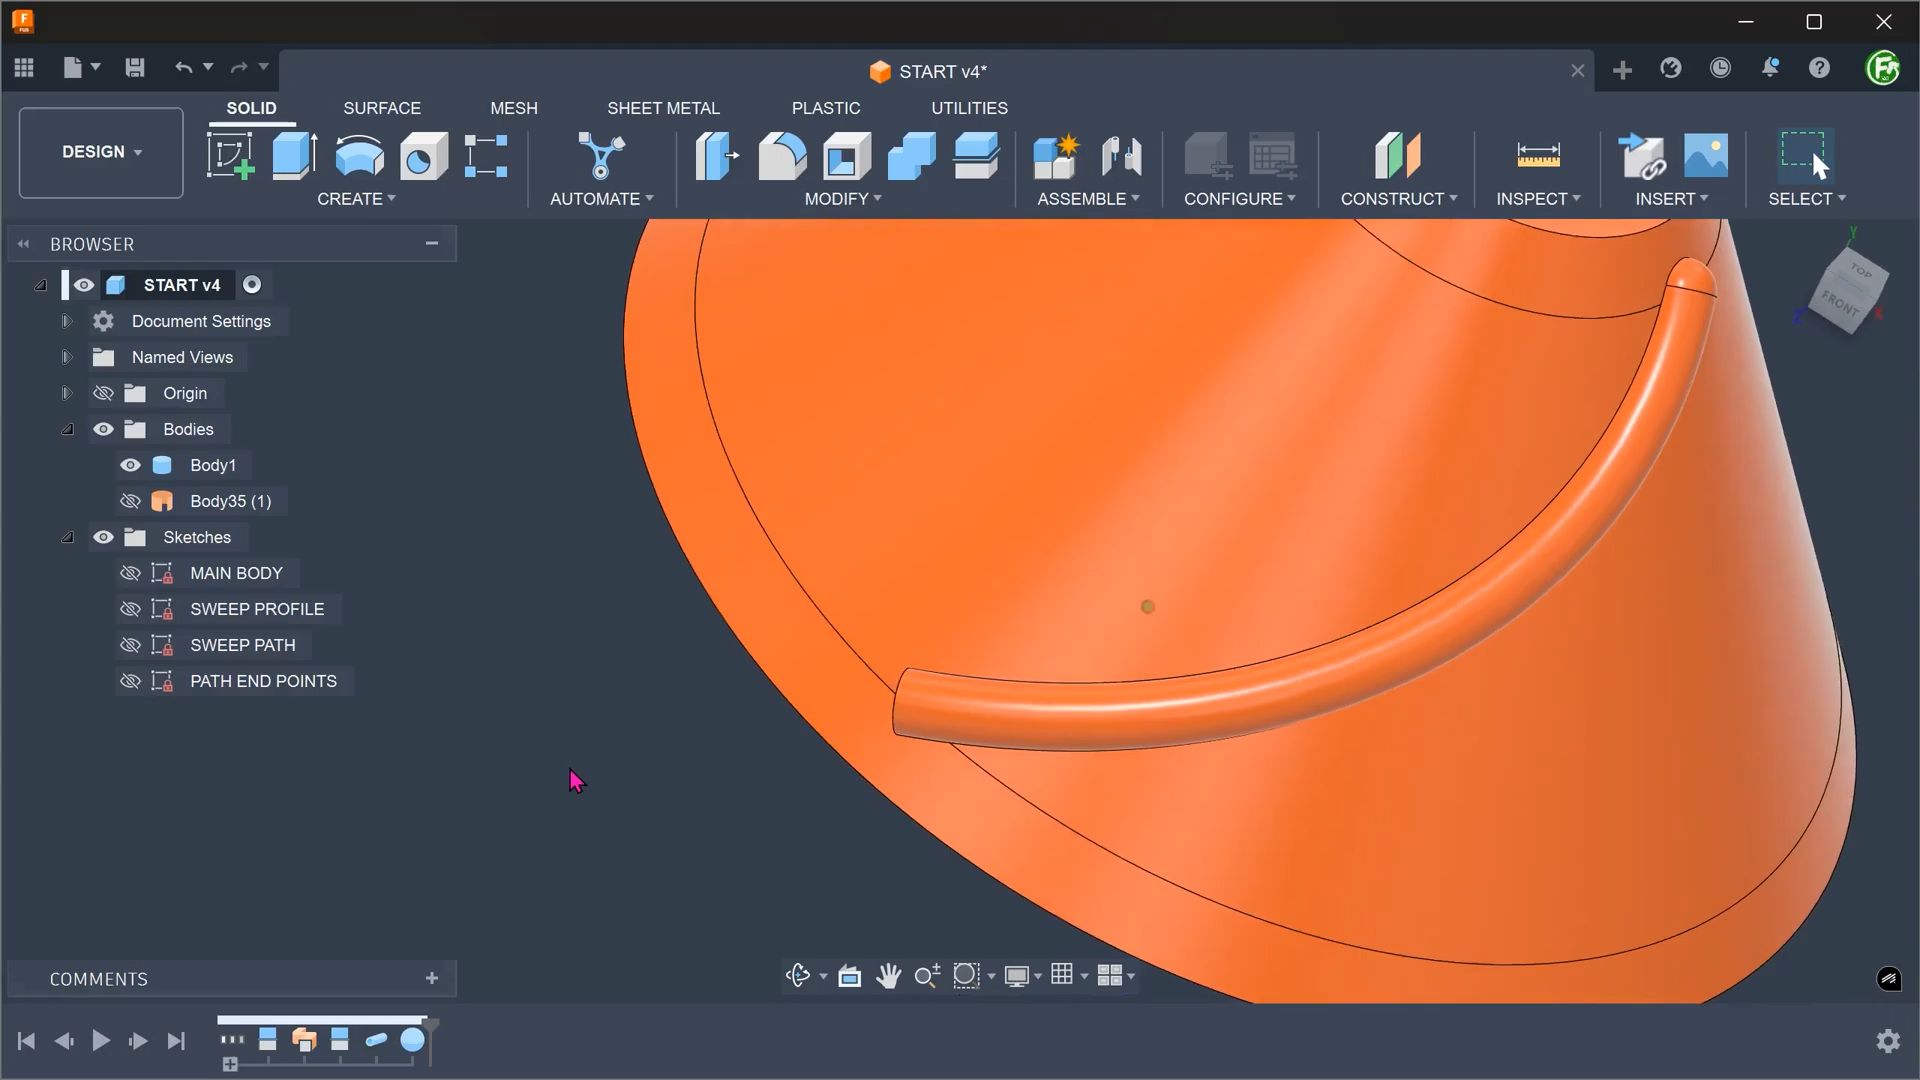 START v4*
DESIGN
SOLID
SURFACE
MESH
SHEET METAL
PLASTIC
UTILITIES
CREATE
AUTOMATE
MODIFY
ASSEMBLE
CONFIGURE
CONSTRUCT
INSPECT
INSERT
SELECT
BROWSER
START v4
Document Settings
Named Views
Origin
Bodies
Body1
Body35 (1)
Sketches
MAIN BODY
SWEEP PROFILE
SWEEP PATH
PATH END POINTS
Y
TOP
FRONT
Z
X
COMMENTS